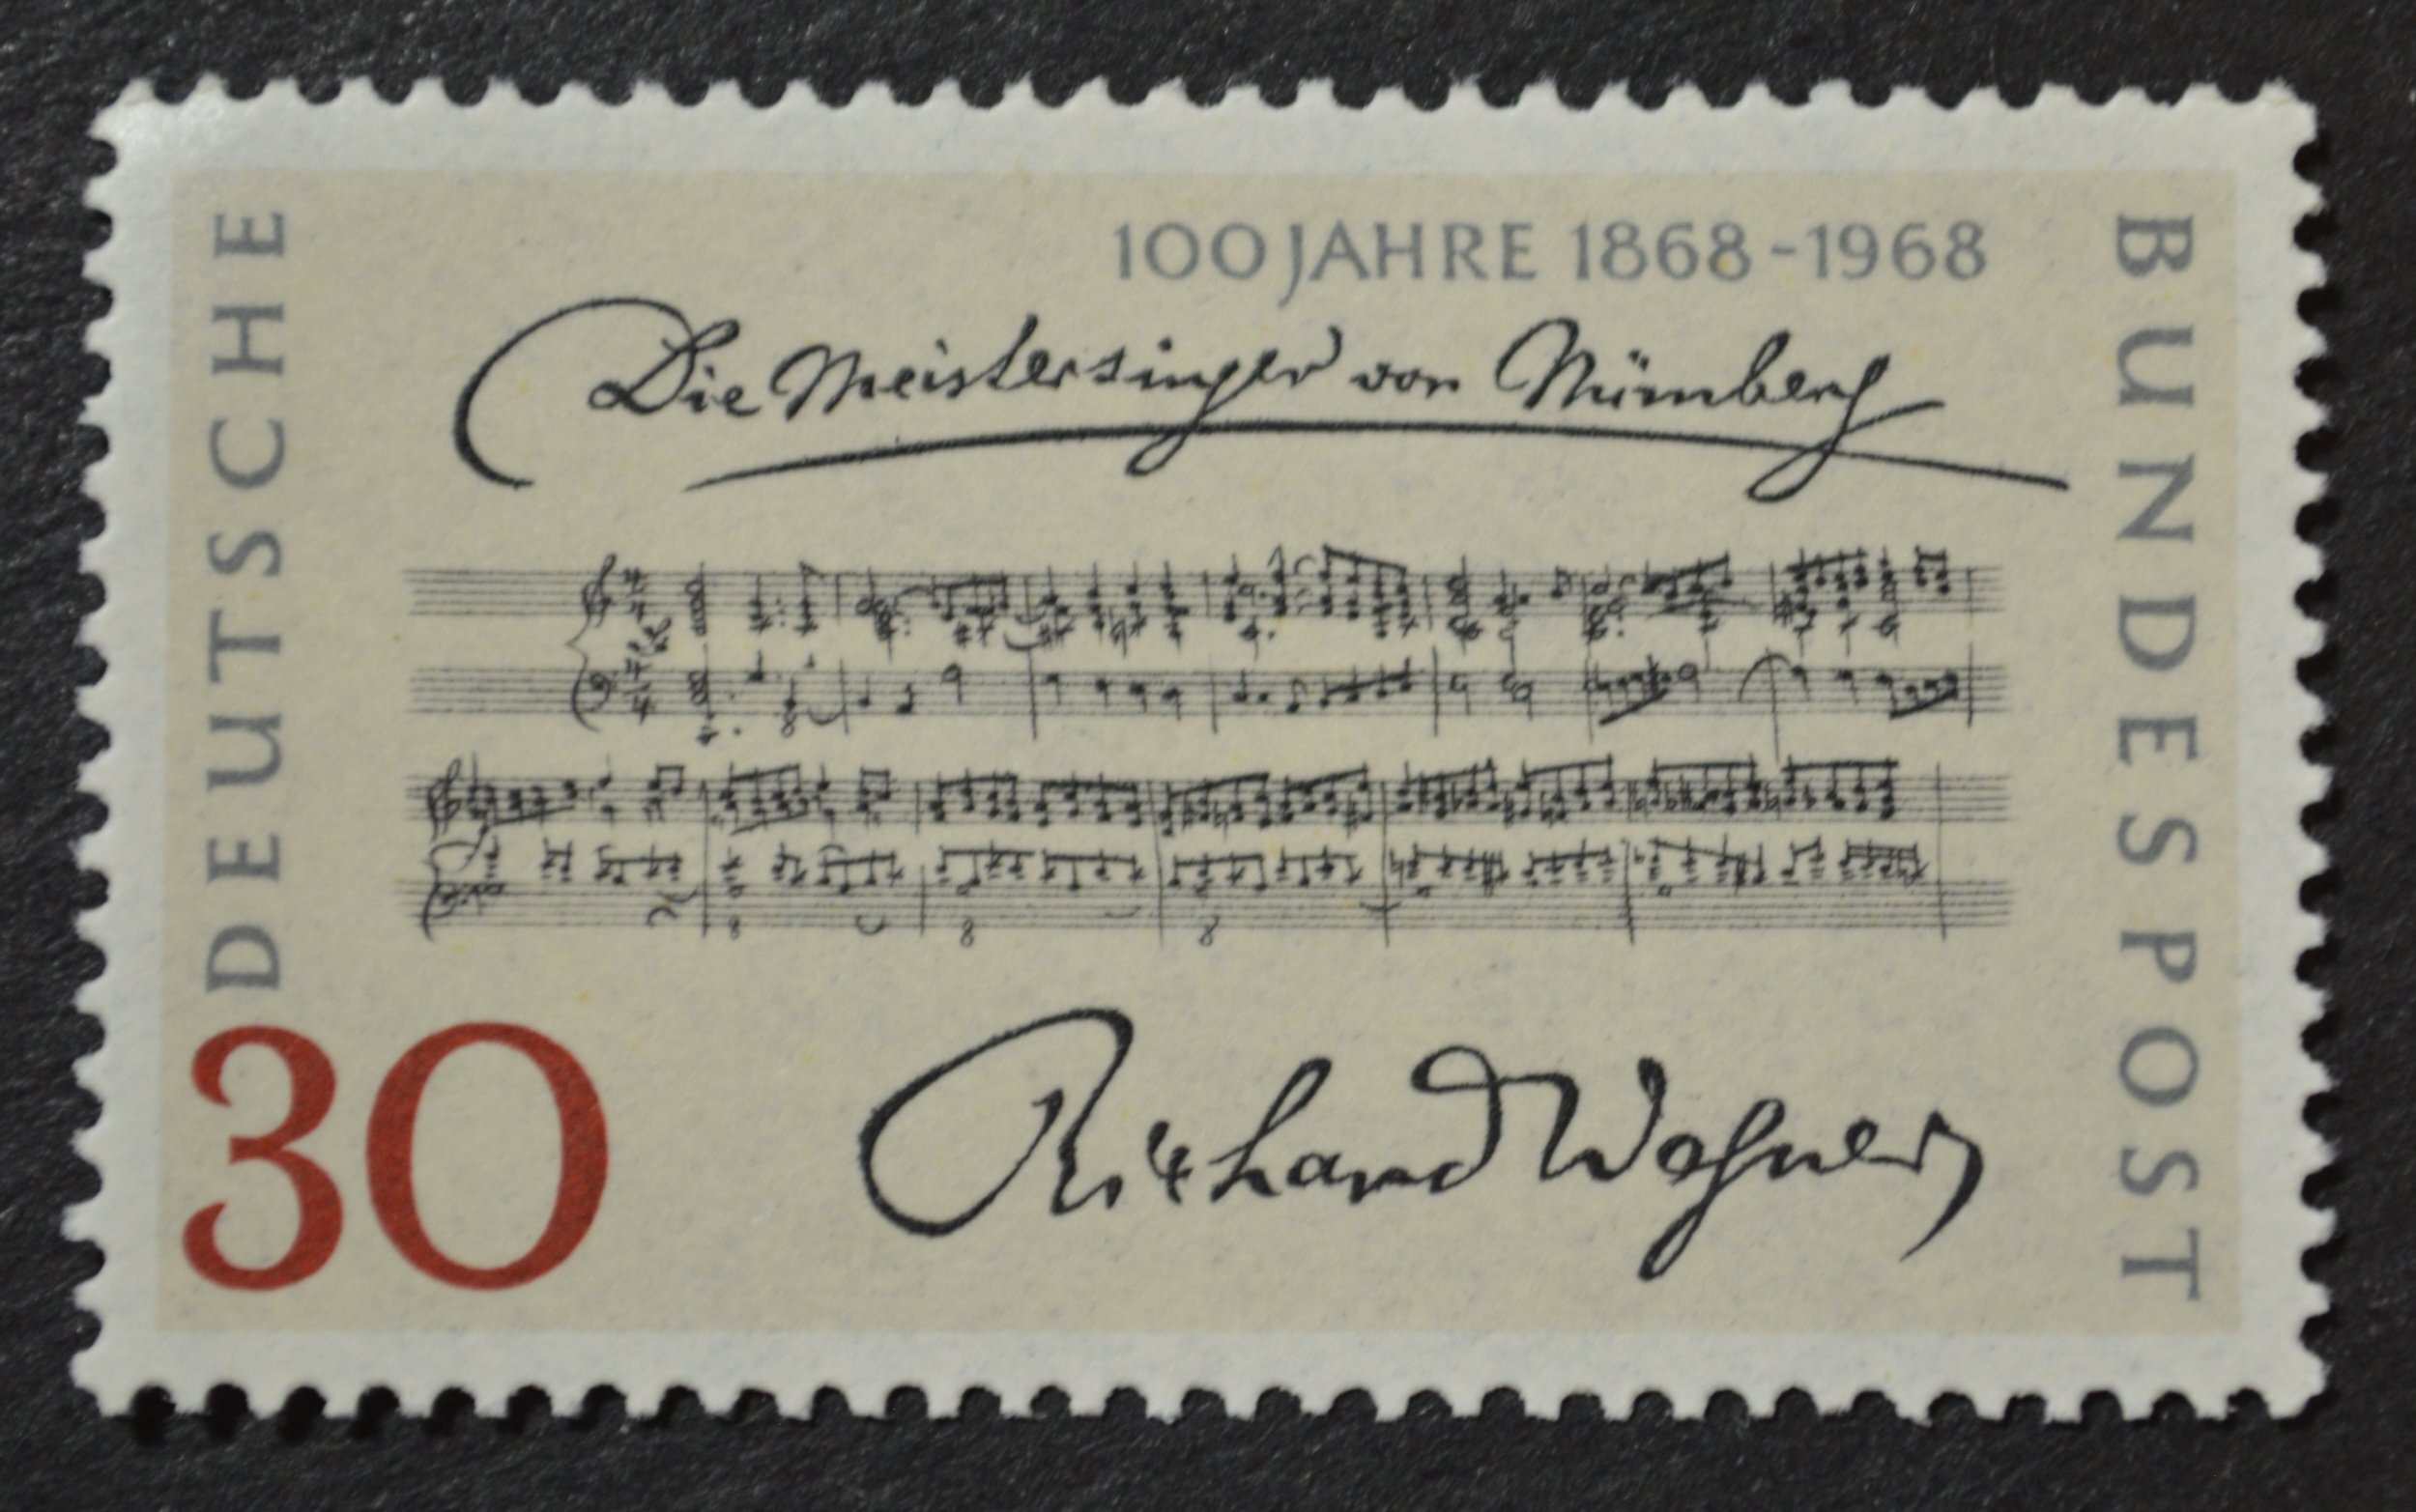 DEUTSCHE
100 JAHRE 1868-1968
Die Meistersinger von Nürnberg
30
Richard Wagner
BUNDESPOST